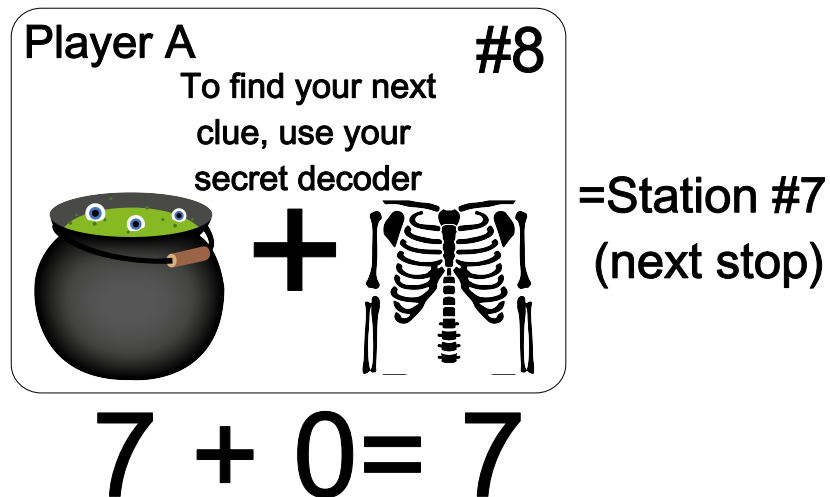 Player A
#8
To find your next
clue, use your
secret decoder
+
=Station #7
(next stop)
7 + 0= 7